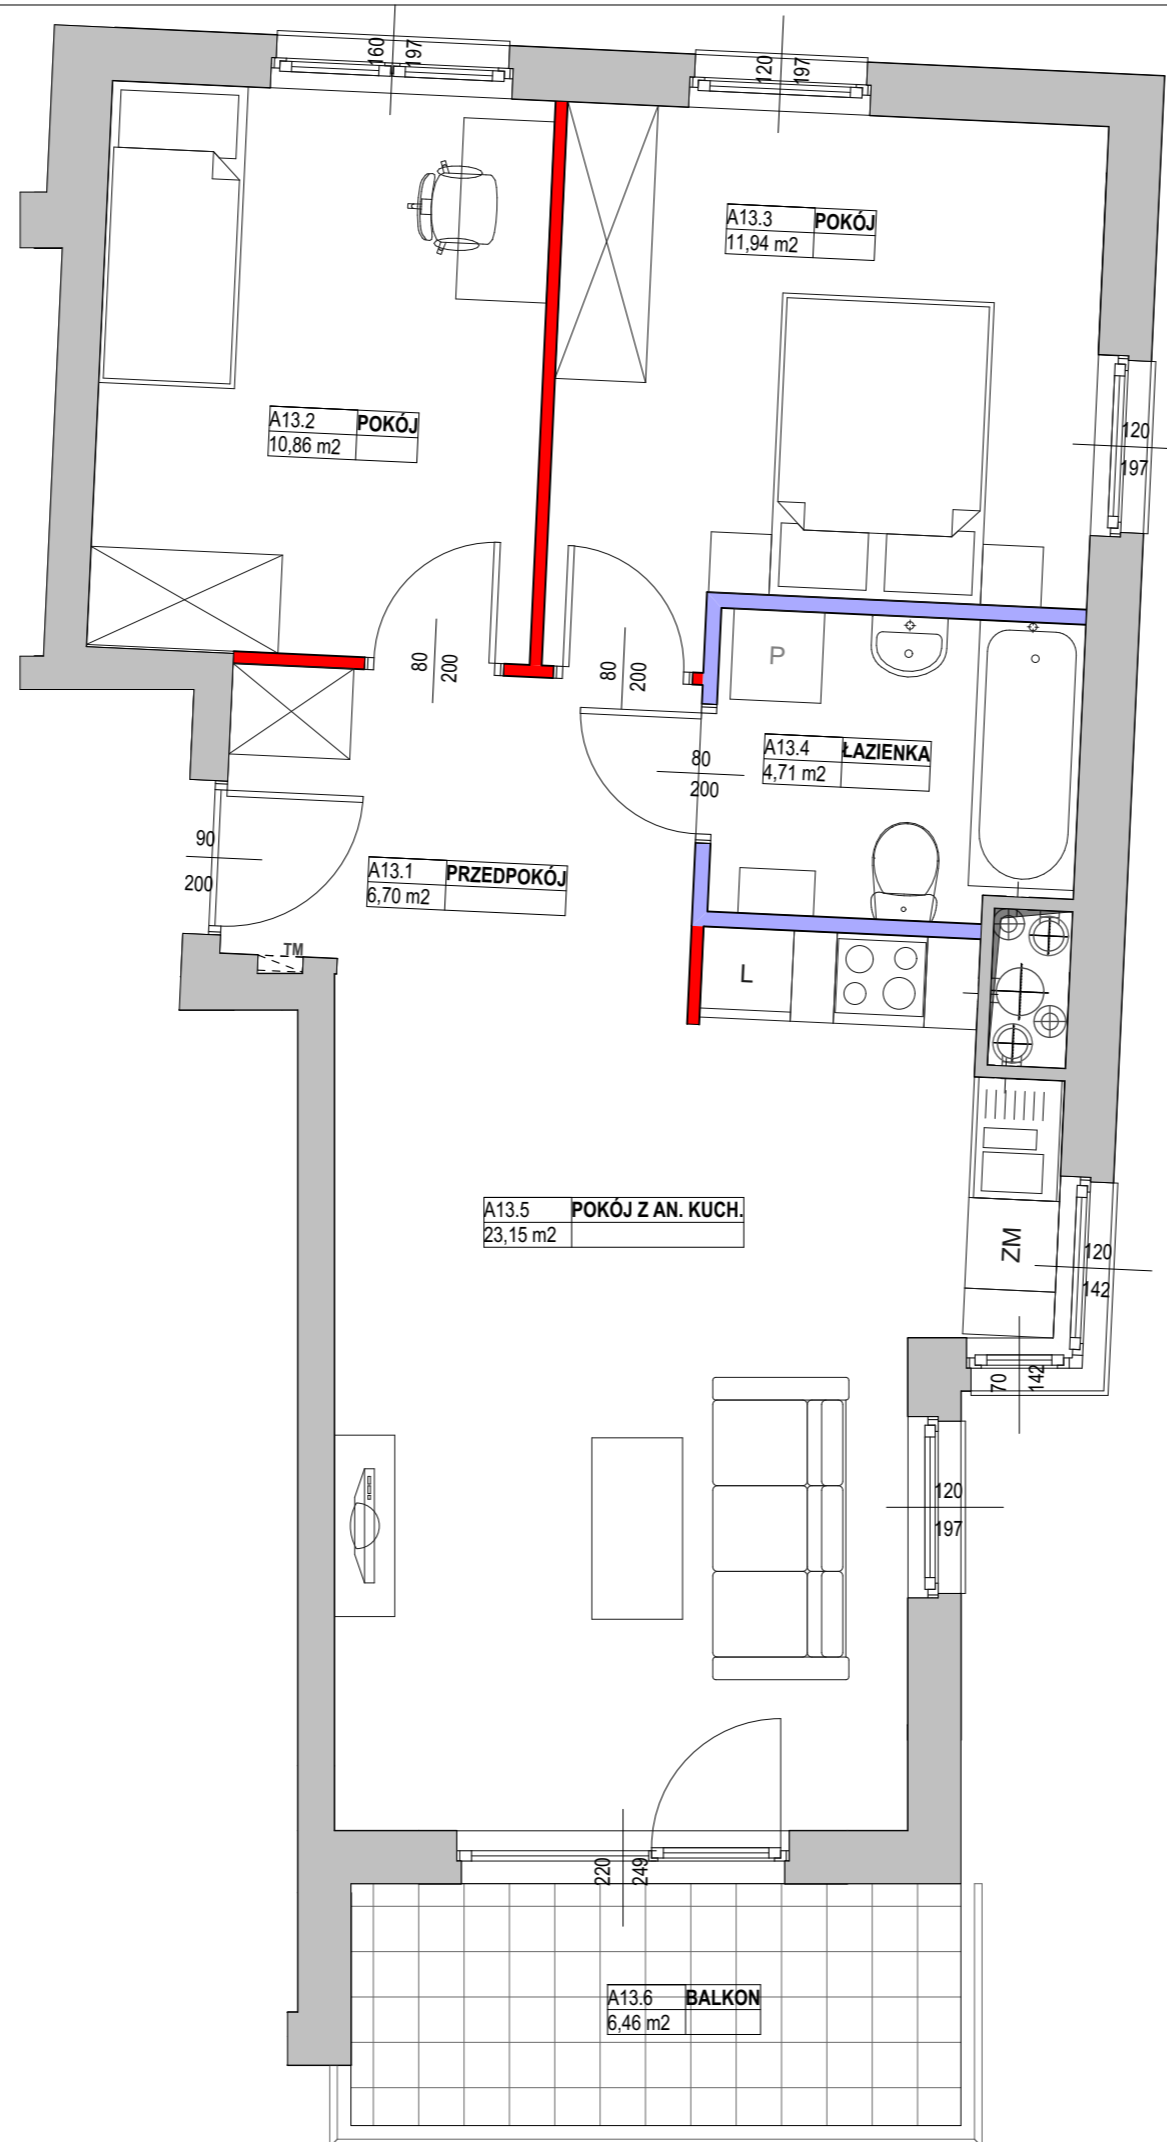 160
197
120
197
A13.3 POKÓJ
11,94 m2
A13.2 POKÓJ
10,86 m2
120
197
80
200
80
200
P
A13.4 ŁAZIENKA
4,71 m2
80
200
90
200
A13.1 PRZEDPOKÓJ
6,70 m2
TM
L
A13.5 POKÓJ Z AN. KUCH.
23,15 m2
ZM
120
142
70
142
120
197
220
249
A13.6 BALKON
6,46 m2